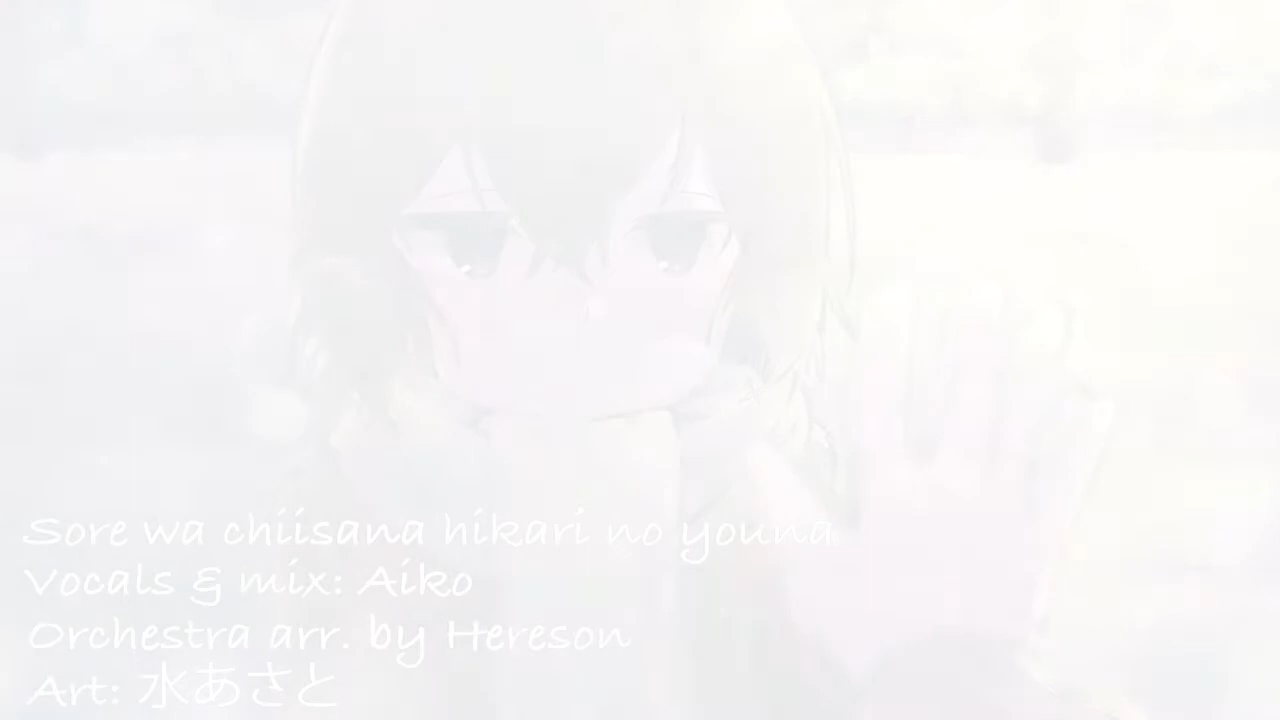 Sore wa chiisana hikari no youna
Vocals & mix: Aiko
Orchestra arr. by Hereson
Art: 水あさと